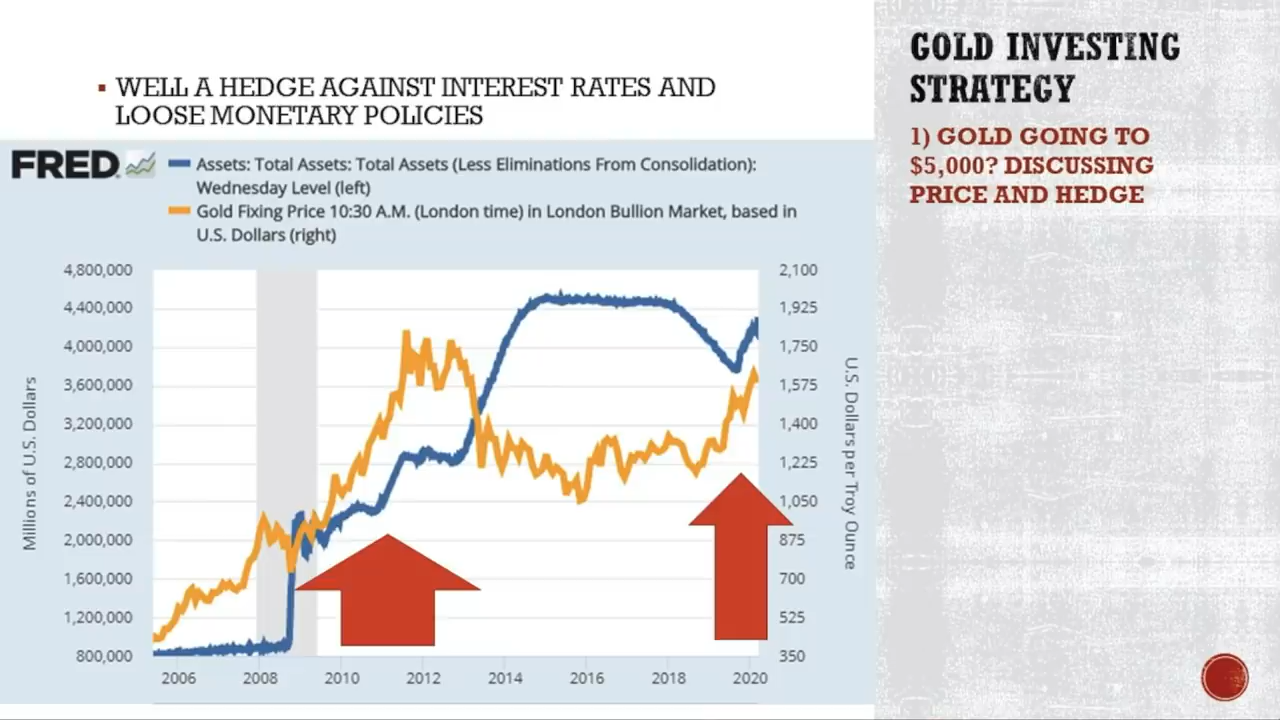 ▪ WELL A HEDGE AGAINST INTEREST RATES AND
LOOSE MONETARY POLICIES
GOLD INVESTING
STRATEGY
1) GOLD GOING TO
$5,000? DISCUSSING
PRICE AND HEDGE
FRED
Assets: Total Assets: Total Assets (Less Eliminations From Consolidation):
Wednesday Level (left)
Gold Fixing Price 10:30 A.M. (London time) in London Bullion Market, based in
U.S. Dollars (right)
Millions of U.S. Dollars
4,800,000
4,400,000
4,000,000
3,600,000
3,200,000
2,800,000
2,400,000
2,000,000
1,600,000
1,200,000
800,000
2,100
1,925
1,750
1,575
1,400
1,225
1,050
875
700
525
350
U.S. Dollars per Troy Ounce
2006 2008 2010 2012 2014 2016 2018 2020